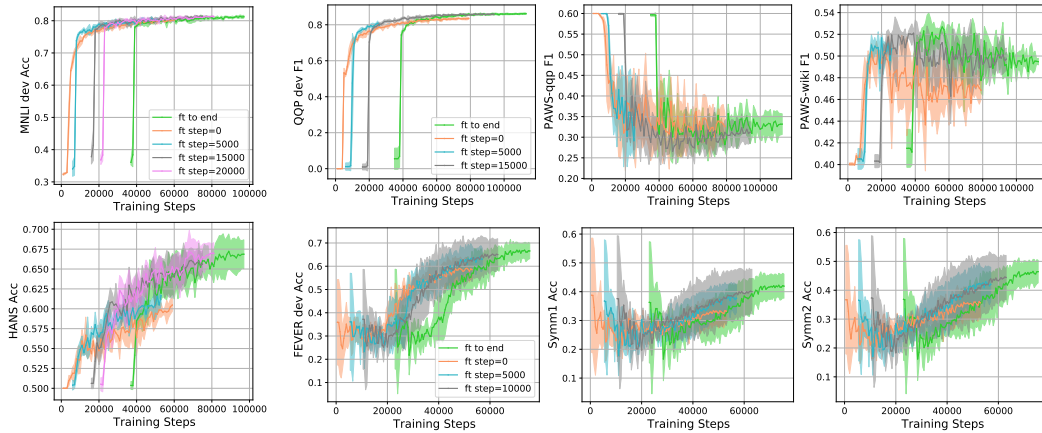 MNLI dev Acc
0.8
0.7
0.6
0.5
0.4
0.3
ft to end
ft step=0
ft step=5000
ft step=15000
ft step=20000
0 20000 40000 60000 80000 100000
Training Steps
QQP dev F1
0.8
0.6
0.4
0.2
0.0
ft to end
ft step=0
ft step=5000
ft step=15000
0 20000 40000 60000 80000 100000
Training Steps
PAWS-qqp F1
0.60
0.55
0.50
0.45
0.40
0.35
0.30
0.25
0.20
0 20000 40000 60000 80000 100000
Training Steps
PAWS-wiki F1
0.52
0.50
0.48
0.46
0.44
0.42
0.40
0 20000 40000 60000 80000 100000
Training Steps
HANS Acc
0.700
0.675
0.650
0.625
0.600
0.575
0.550
0.525
0.500
0 20000 40000 60000 80000 100000
Training Steps
FEVER dev Acc
0.7
0.6
0.5
0.4
0.3
0.2
0.1
ft to end
ft step=0
ft step=5000
ft step=10000
0 20000 40000 60000
Training Steps
Symm1 Acc
0.6
0.5
0.4
0.3
0.2
0.1
0 20000 40000 60000
Training Steps
Symm2 Acc
0.6
0.5
0.4
0.3
0.2
0.1
0 20000 40000 60000
Training Steps